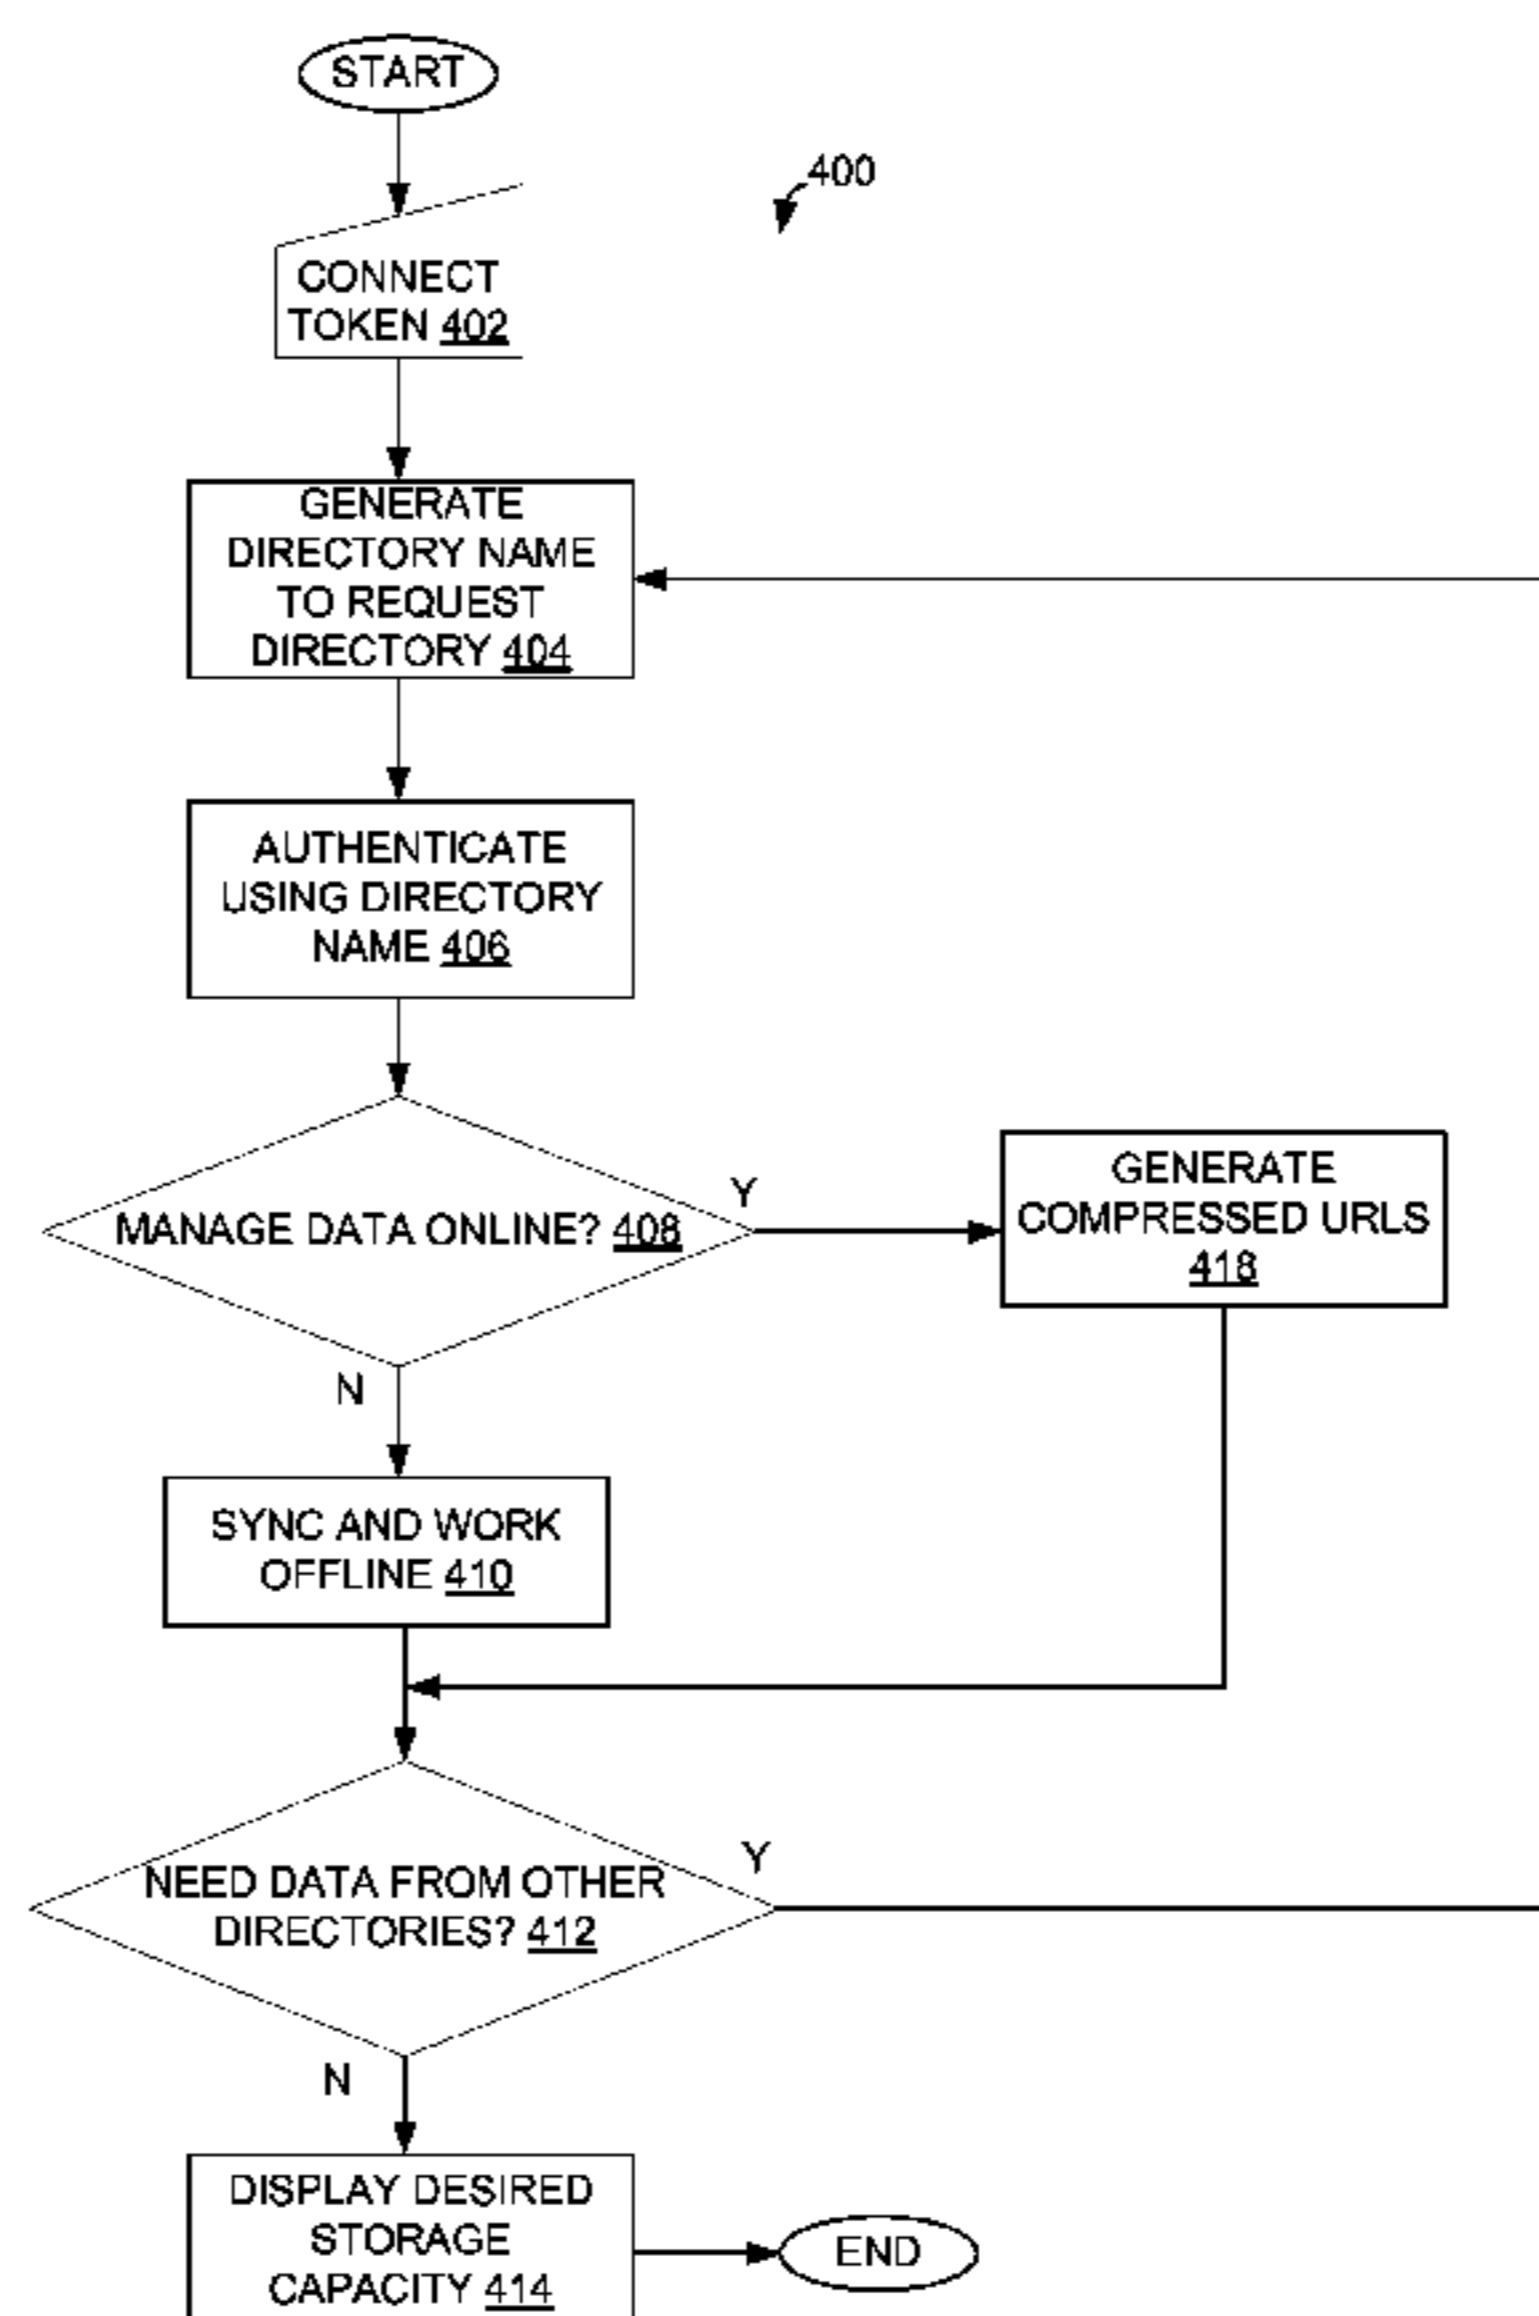 START
400
CONNECT
TOKEN 402
GENERATE
DIRECTORY NAME
TO REQUEST
DIRECTORY 404
AUTHENTICATE
USING DIRECTORY
NAME 406
MANAGE DATA ONLINE? 408
Y
GENERATE
COMPRESSED URLS
418
N
SYNC AND WORK
OFFLINE 410
NEED DATA FROM OTHER
DIRECTORIES? 412
Y
N
DISPLAY DESIRED
STORAGE
CAPACITY 414
END